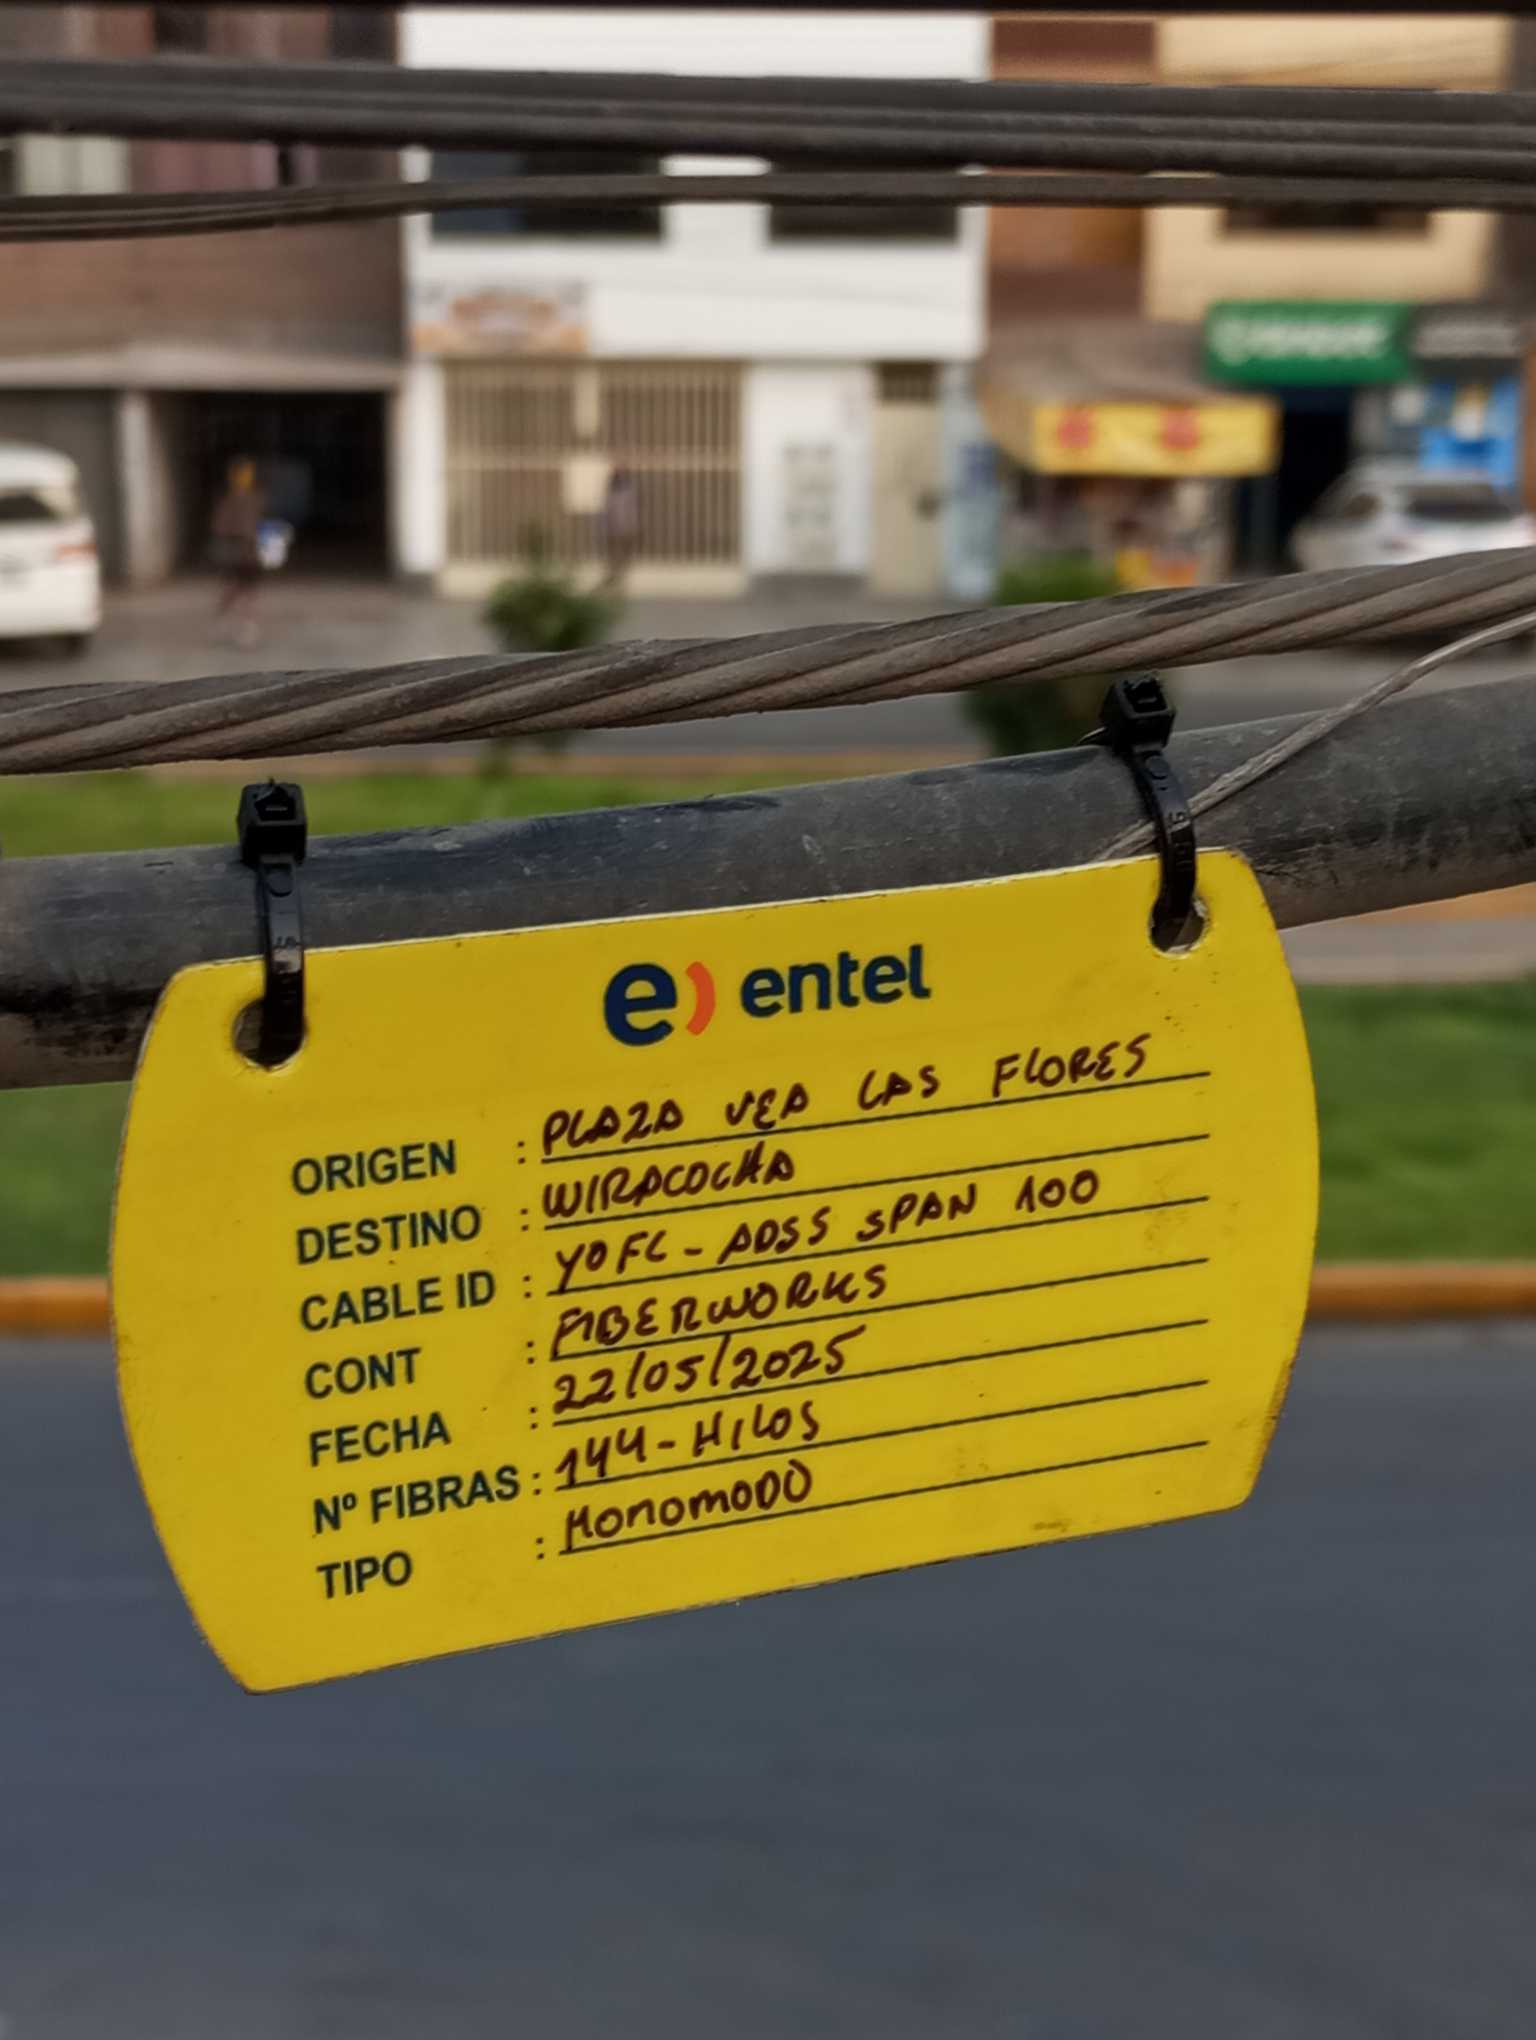 e) entel
ORIGEN : PLAZA VEA LAS FLORES
DESTINO : WIRACOCHA
CABLE ID : YOFC - ADSS SPAN 100
CONT : FIBERWORKS
FECHA : 22/05/2025
Nº FIBRAS : 144 - HILOS
TIPO : MONOMODO